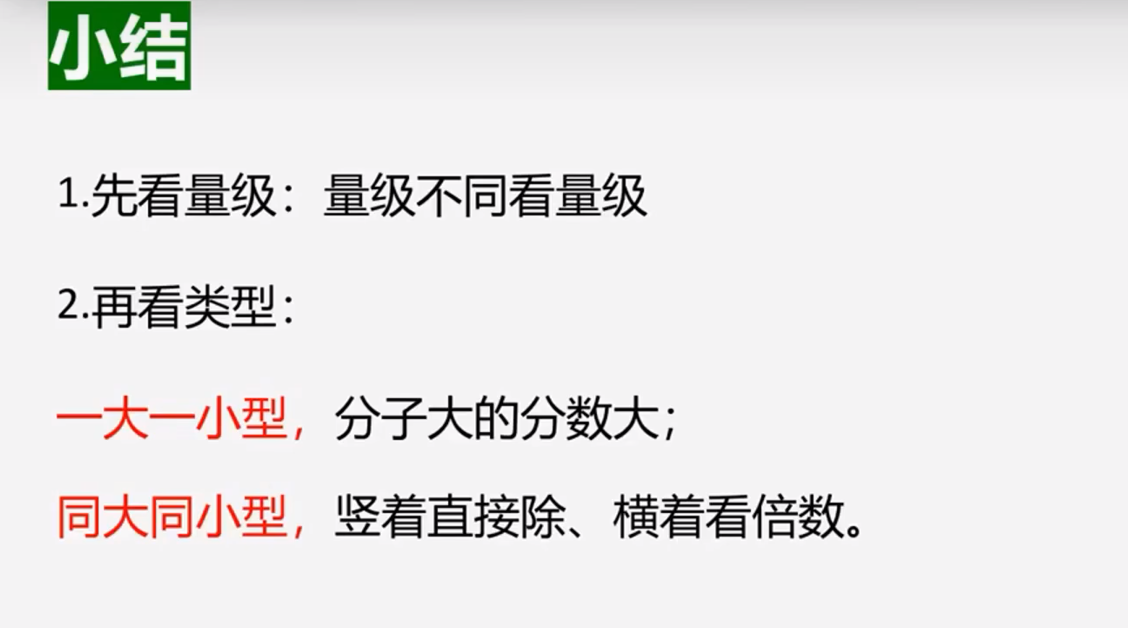 小结
1.先看量级：量级不同看量级
2.再看类型：
一大一小型，分子大的分数大；
同大同小型，竖着直接除、横着看倍数。